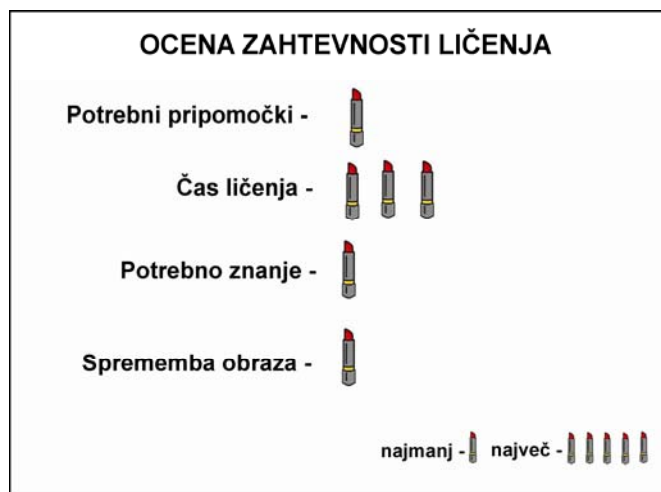 OCENA ZAHTEVNOSTI LIČENJA
Potrebni pripomočki -
Čas ličenja -
Potrebno znanje -
Sprememba obraza -
najmanj - največ -